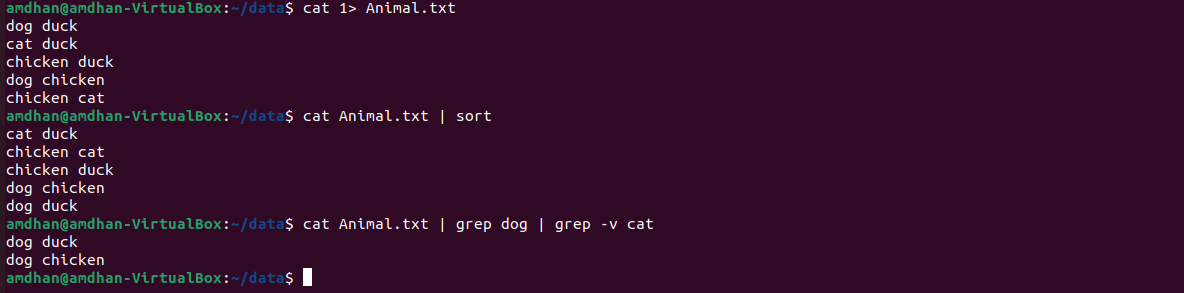 amdhan@amdhan-VirtualBox:~/data$ cat 1> Animal.txt
dog duck
cat duck
chicken duck
dog chicken
chicken cat
amdhan@amdhan-VirtualBox:~/data$ cat Animal.txt | sort
cat duck
chicken cat
chicken duck
dog chicken
dog duck
amdhan@amdhan-VirtualBox:~/data$ cat Animal.txt | grep dog | grep -v cat
dog duck
dog chicken
amdhan@amdhan-VirtualBox:~/data$